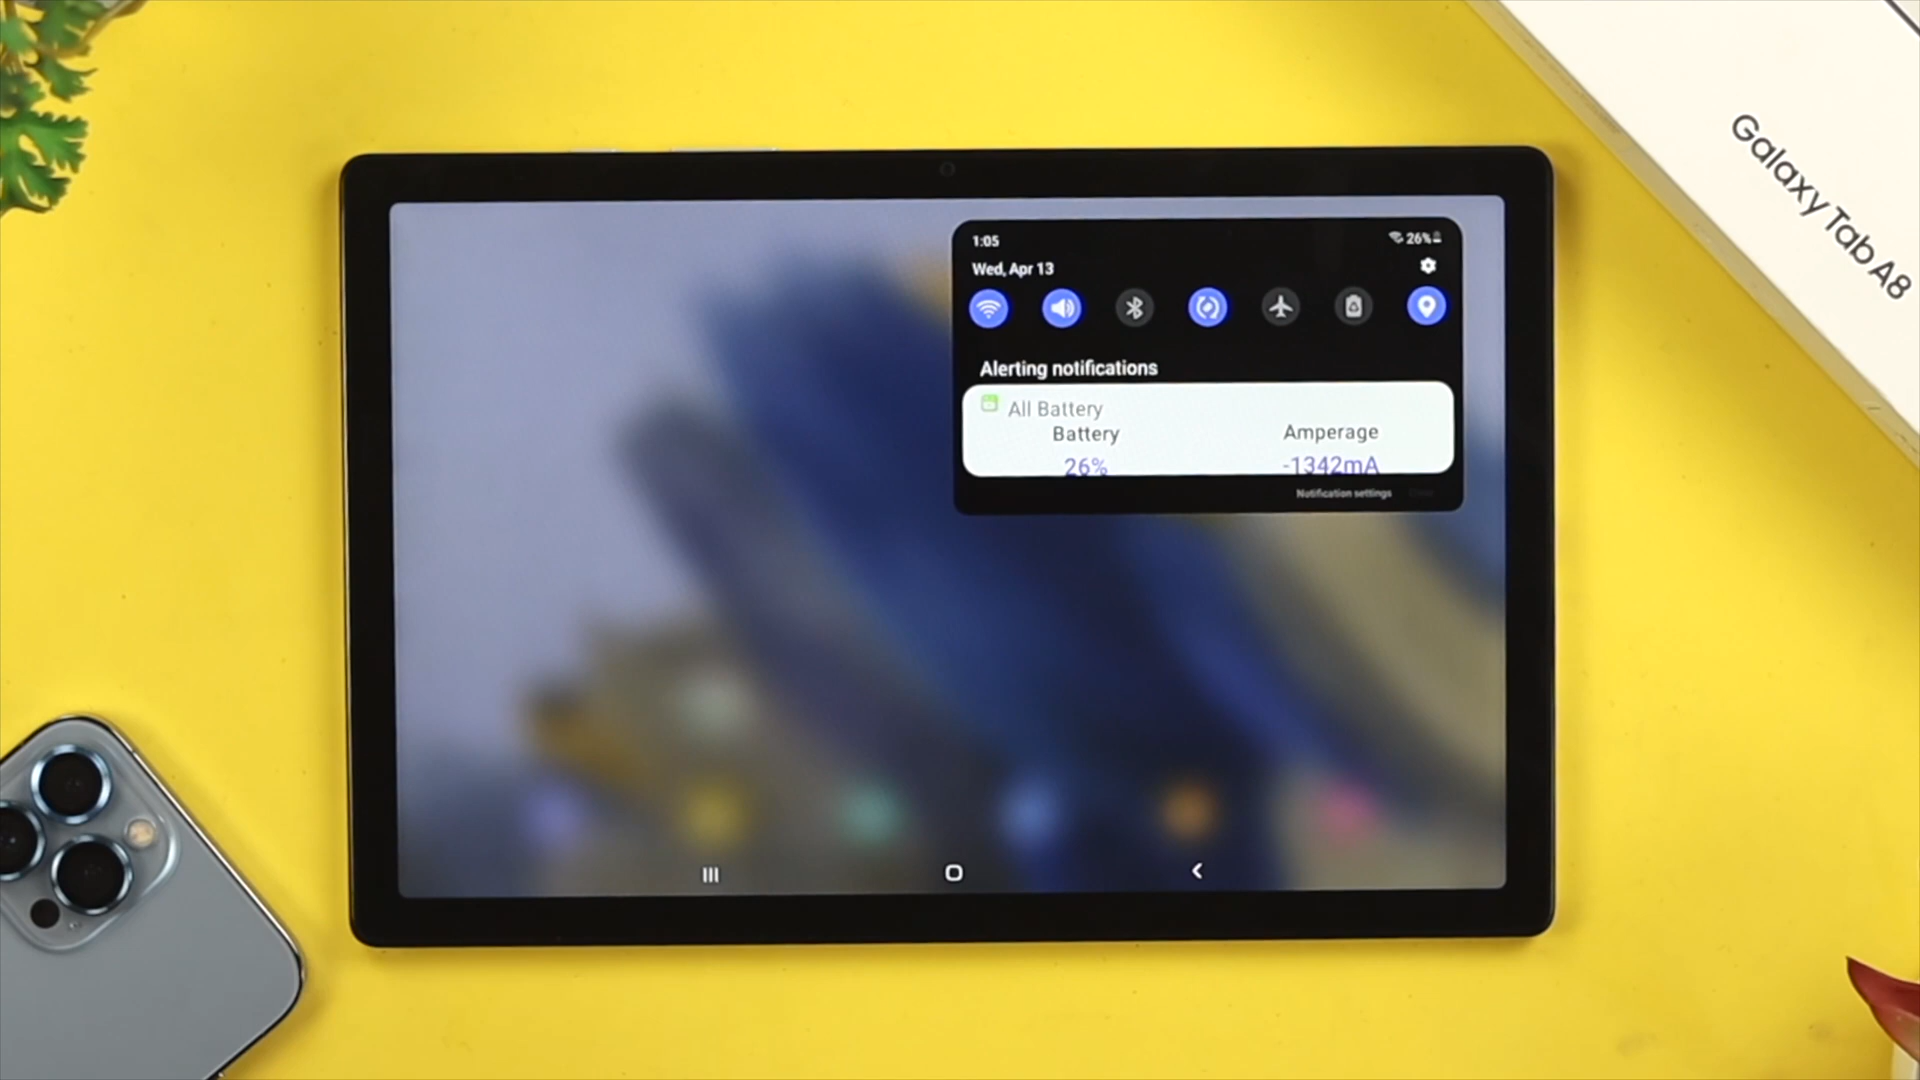 Galaxy Tab A8
1:05
26%
Wed, Apr 13
Alerting notifications
All Battery
Battery
Amperage
26%
-1342mA
Notification settings